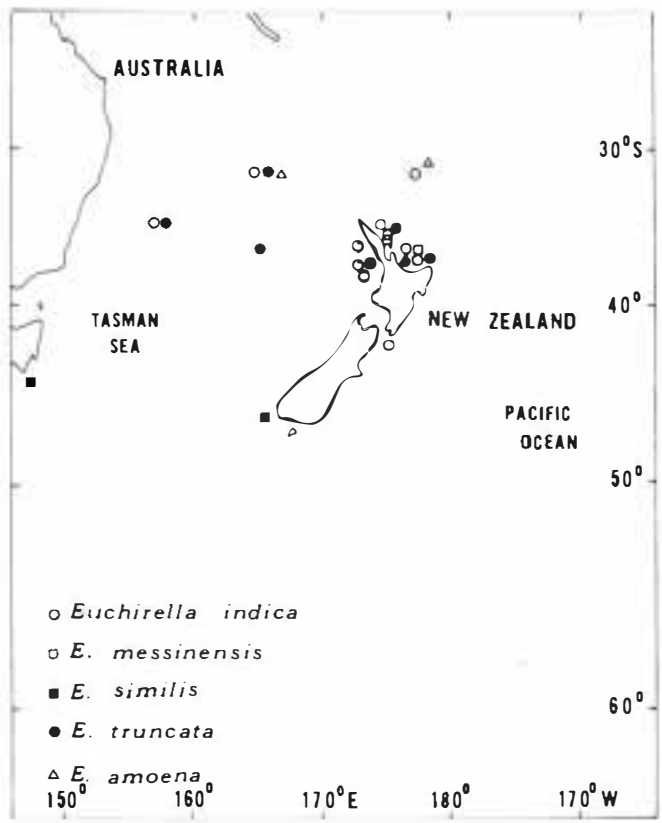 AUSTRALIA
30°S
40°
TASMAN
SEA
NEW ZEALAND
PACIFIC
OCEAN
50°
Euchirella indica
E. messinensis
E. similis
E. truncata
60°
E. amoena
150° 160° 170°E 180° 170°W